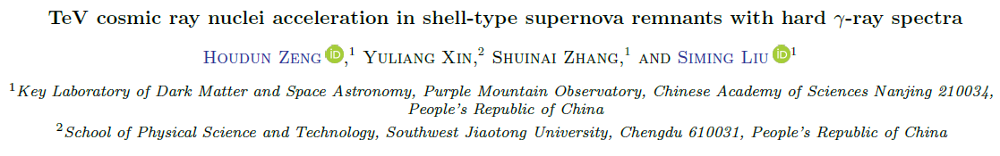 TeV cosmic ray nuclei acceleration in shell-type supernova remnants with hard γ-ray spectra
Houdun Zeng iD,1 Yuliang Xin,2 Shuinai Zhang,1 and Siming Liu iD1
1Key Laboratory of Dark Matter and Space Astronomy, Purple Mountain Observatory, Chinese Academy of Sciences Nanjing 210034,
People's Republic of China
2School of Physical Science and Technology, Southwest Jiaotong University, Chengdu 610031, People's Republic of China